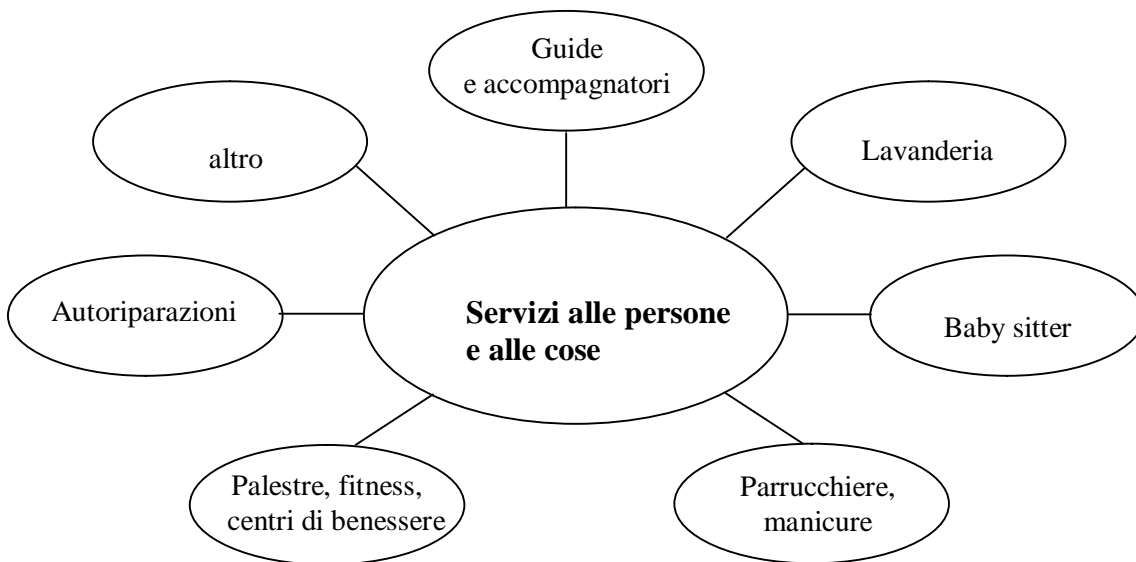 Guide
e accompagnatori
altro
Lavanderia
Autoriparazioni
Servizi alle persone
e alle cose
Baby sitter
Palestre, fitness,
centri di benessere
Parrucchiere,
manicure